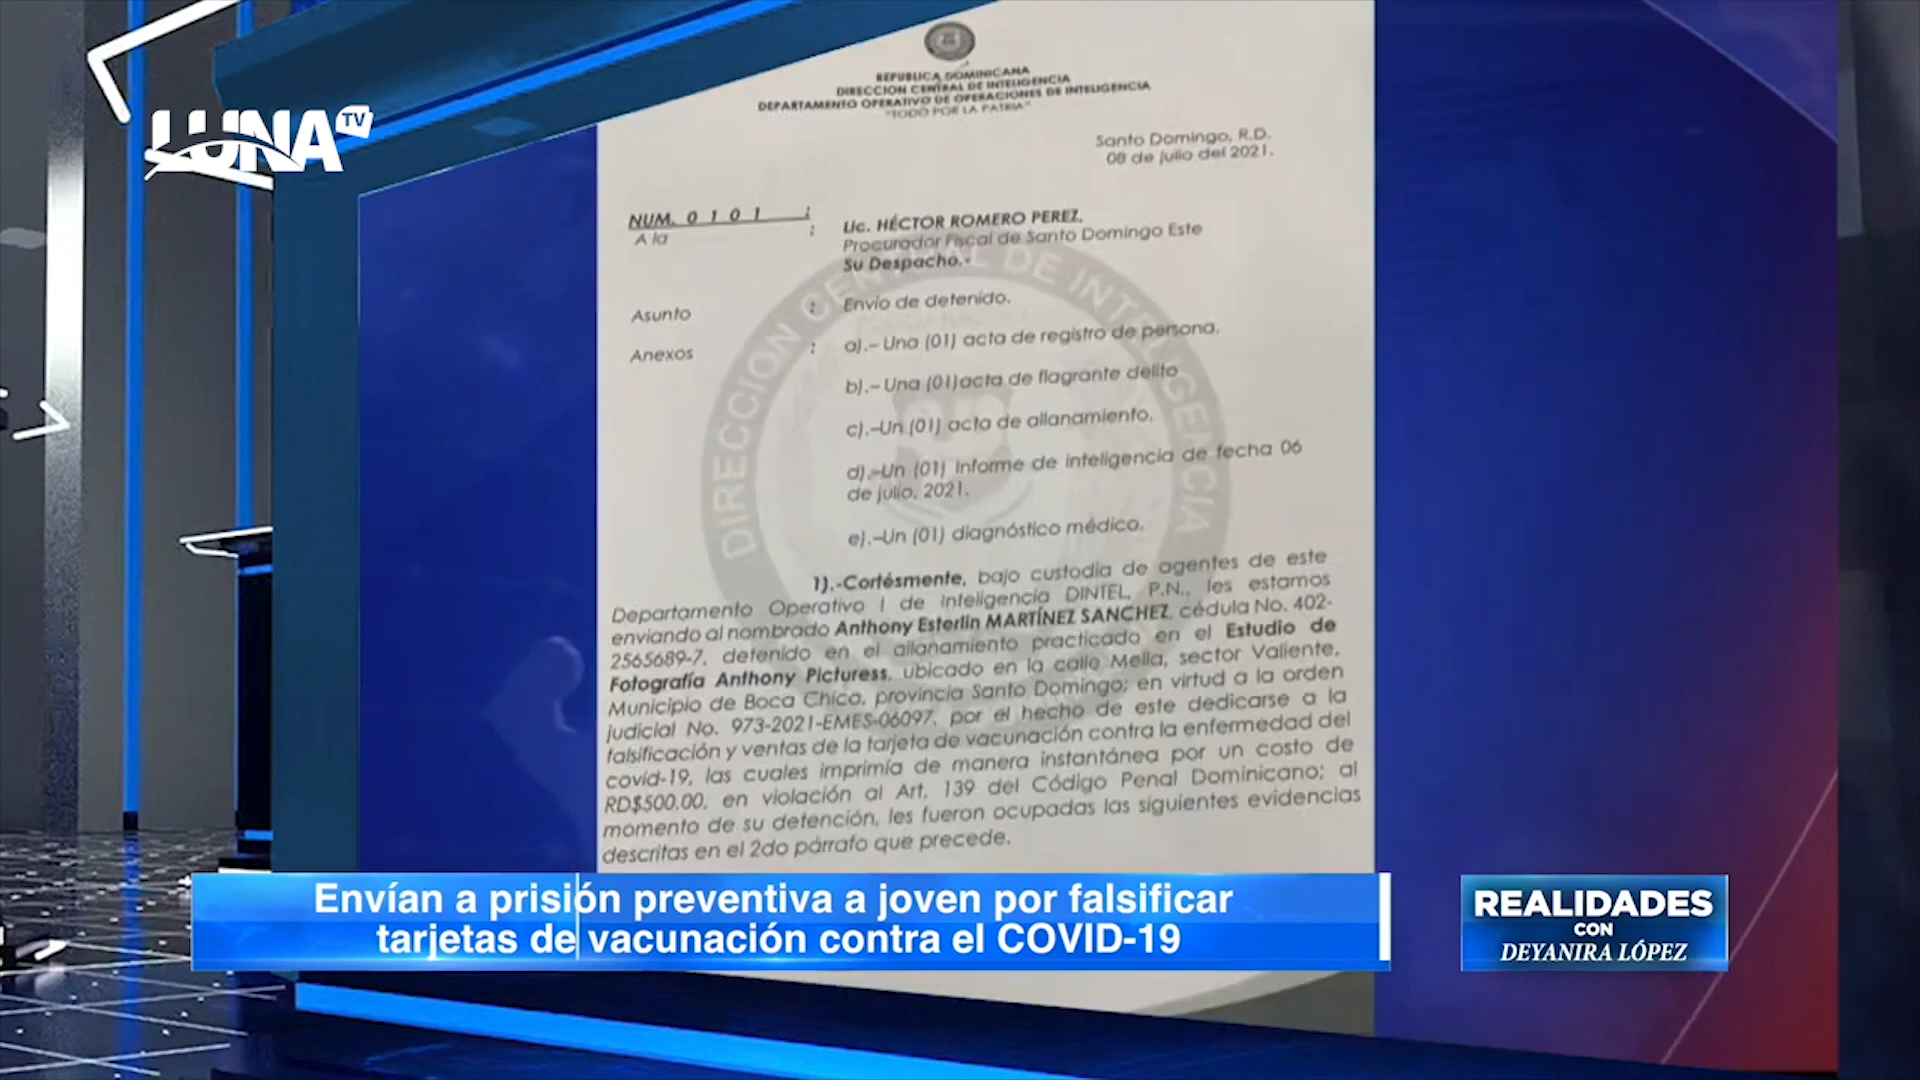 LUNA TV
REPUBLICA DOMINICANA
DIRECCION CENTRAL DE INTELIGENCIA
DEPARTAMENTO OPERATIVO DE OPERACIONES DE INTELIGENCIA
"TODO POR LA PATRIA"
Santo Domingo, R.D.
08 de julio del 2021.
NUM. 0 1 0 1 :
A la : Lic. HÉCTOR ROMERO PEREZ,
Procurador Fiscal de Santo Domingo Este
Su Despacho.-
Asunto : Envío de detenido.
Anexos : a).- Una (01) acta de registro de persona.
b).- Una (01)acta de flagrante delito
c).-Un (01) acta de allanamiento.
d).-Un (01) Informe de inteligencia de fecha 06
de julio, 2021.
e).-Un (01) diagnóstico médico.
DIRECCION CENTRAL DE INTELIGENCIA
1).-Cortésmente, bajo custodia de agentes de este
Departamento Operativo I de Inteligencia DINTEL, P.N., les estamos
enviando al nombrado Anthony Esterlin MARTÍNEZ SANCHEZ, cédula No. 402-
2565689-7, detenido en el allanamiento practicado en el Estudio de
Fotografía Anthony Picturess, ubicado en la calle Mella, sector Valiente,
Municipio de Boca Chica, provincia Santo Domingo; en virtud a la orden
judicial No. 973-2021-EMES-06097, por el hecho de este dedicarse a la
falsificación y ventas de la tarjeta de vacunación contra la enfermedad del
covid-19, las cuales imprimía de manera instantánea por un costo de
RD$500.00, en violación al Art. 139 del Código Penal Dominicano; al
momento de su detención, les fueron ocupadas las siguientes evidencias
descritas en el 2do párrafo que precede.
Envían a prisión preventiva a joven por falsificar
tarjetas de vacunación contra el COVID-19
REALIDADES
CON
DEYANIRA LÓPEZ